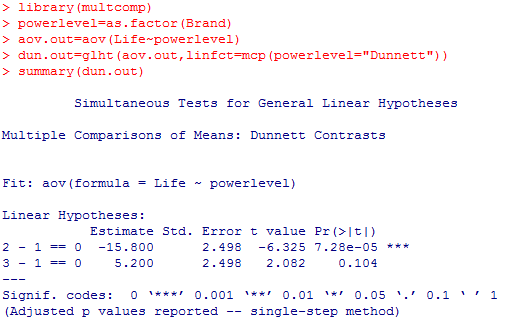 > library(multcomp)
> powerlevel=as.factor(Brand)
> aov.out=aov(Life~powerlevel)
> dun.out=glht(aov.out,linfct=mcp(powerlevel="Dunnett"))
> summary(dun.out)
Simultaneous Tests for General Linear Hypotheses
Multiple Comparisons of Means: Dunnett Contrasts
Fit: aov(formula = Life ~ powerlevel)
Linear Hypotheses:
Estimate Std. Error t value Pr(>|t|)
2 - 1 == 0 -15.800 2.498 -6.325 7.28e-05 ***
3 - 1 == 0 5.200 2.498 2.082 0.104
---
Signif. codes: 0 ‘***’ 0.001 ‘**’ 0.01 ‘*’ 0.05 ‘.’ 0.1 ‘ ’ 1
(Adjusted p values reported -- single-step method)